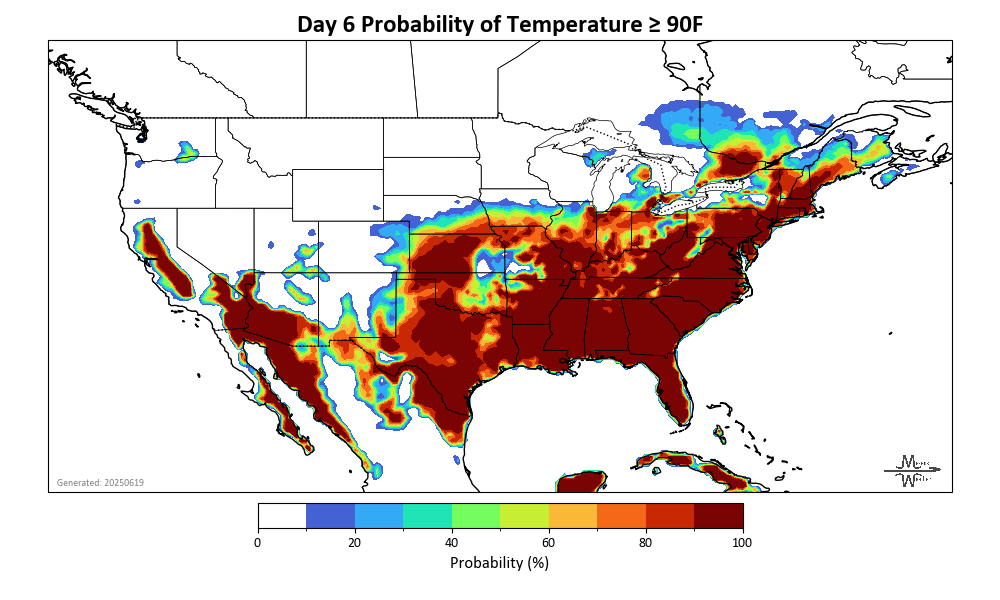 Day 6 Probability of Temperature ≥ 90F
Generated: 20250619
0 20 40 60 80 100
Probability (%)